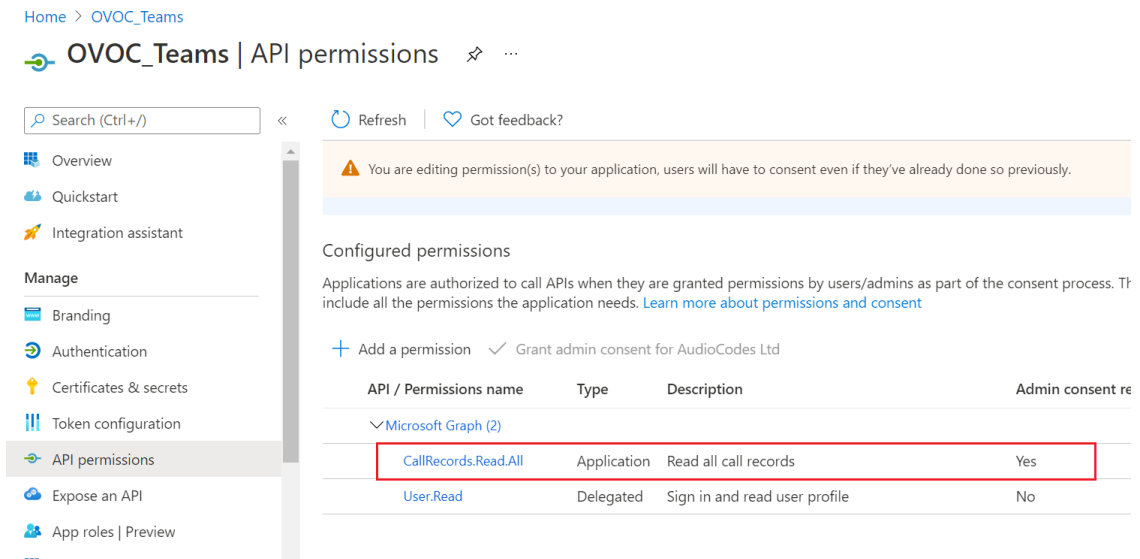 Home > OVOC_Teams
OVOC_Teams | API permissions
Search (Ctrl+/)
«
Refresh
Got feedback?
Overview
Quickstart
Integration assistant
Manage
Branding
Authentication
Certificates & secrets
Token configuration
API permissions
Expose an API
App roles | Preview
You are editing permission(s) to your application, users will have to consent even if they've already done so previously.
Configured permissions
Applications are authorized to call APIs when they are granted permissions by users/admins as part of the consent process. Th
include all the permissions the application needs. Learn more about permissions and consent
Add a permission Grant admin consent for AudioCodes Ltd
API / Permissions name Type Description Admin consent re
Microsoft Graph (2)
CallRecords.Read.All Application Read all call records Yes
User.Read Delegated Sign in and read user profile No